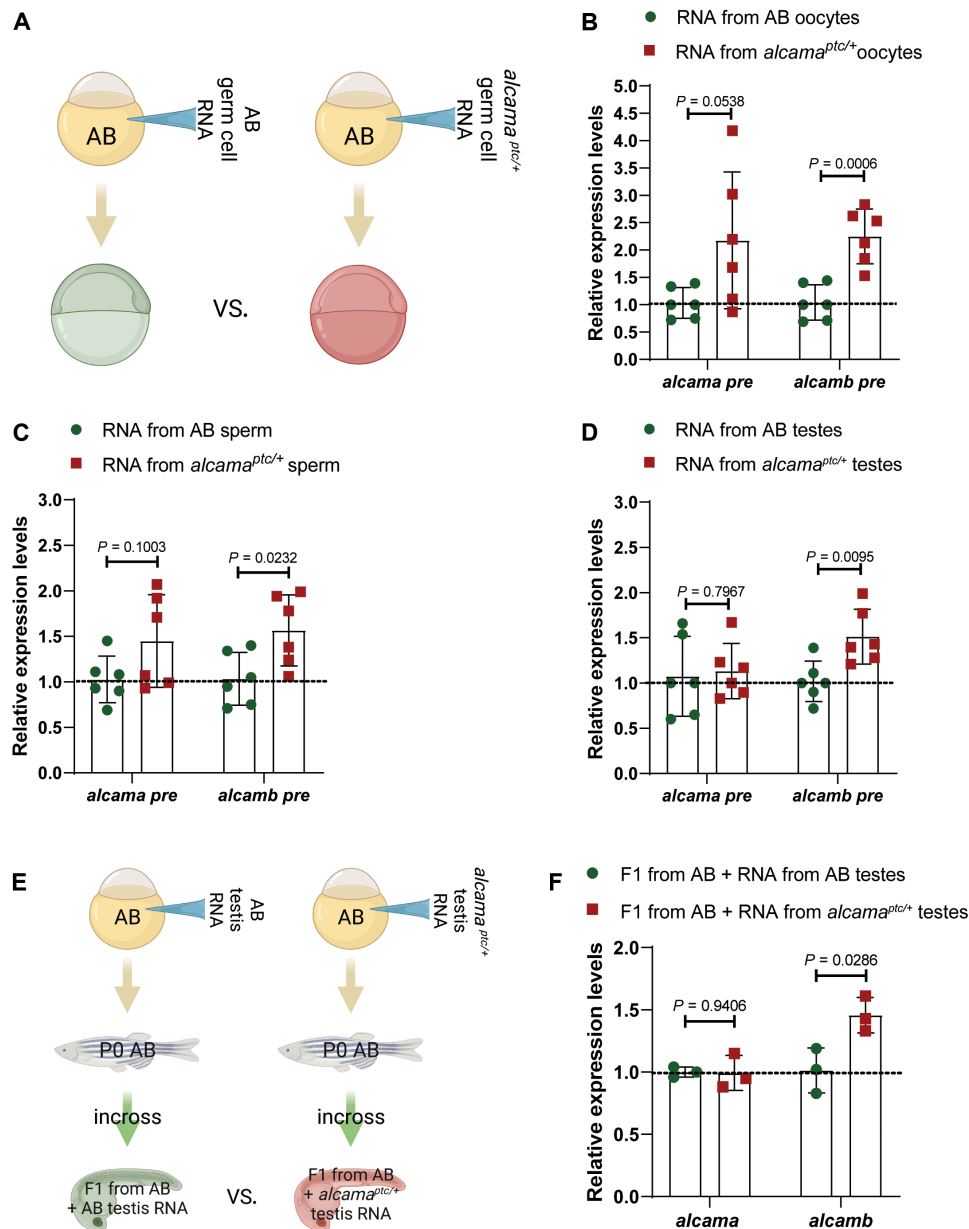 A
AB
AB
germ cell
RNA
AB
alcama ptc/+
germ cell
RNA
VS.
B
RNA from AB oocytes
RNA from alcama ptc/+ oocytes
Relative expression levels
5.0
4.5
4.0
3.5
3.0
2.5
2.0
1.5
1.0
0.5
0.0
P = 0.0538
P = 0.0006
alcama pre
alcamb pre
C
RNA from AB sperm
RNA from alcama ptc/+ sperm
Relative expression levels
3.0
2.5
2.0
1.5
1.0
0.5
0.0
P = 0.1003
P = 0.0232
alcama pre
alcamb pre
D
RNA from AB testes
RNA from alcama ptc/+ testes
Relative expression levels
3.0
2.5
2.0
1.5
1.0
0.5
0.0
P = 0.7967
P = 0.0095
alcama pre
alcamb pre
E
AB
AB
testis
RNA
AB
alcama ptc/+
testis
RNA
P0 AB
P0 AB
incross
incross
F1 from AB
+ AB testis RNA
VS.
F1 from AB
+ alcama ptc/+
testis RNA
F
F1 from AB + RNA from AB testes
F1 from AB + RNA from alcama ptc/+ testes
Relative expression levels
2.0
1.5
1.0
0.5
0.0
P = 0.9406
P = 0.0286
alcama
alcamb